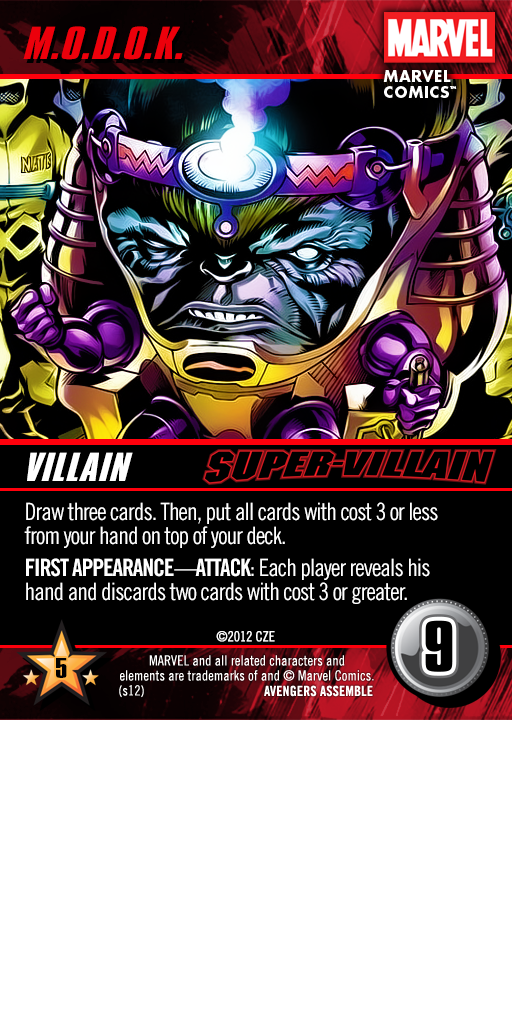 M.O.D.O.K.
MARVEL
MARVEL
COMICS™
NATE
VILLAIN
SUPER-VILLAIN
Draw three cards. Then, put all cards with cost 3 or less
from your hand on top of your deck.
FIRST APPEARANCE—ATTACK: Each player reveals his
hand and discards two cards with cost 3 or greater.
©2012 CZE
5
9
MARVEL and all related characters and
elements are trademarks of and © Marvel Comics.
(s12) AVENGERS ASSEMBLE